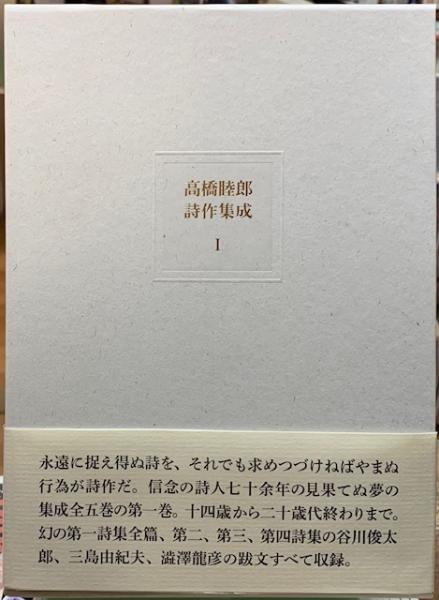 高橋睦郎
詩作集成
I
永遠に捉え得ぬ詩を、それでも求めつづけねばやまぬ
行為が詩作だ。信念の詩人七十余年の見果てぬ夢の
集成全五巻の第一巻。十四歳から二十歳代終わりまで。
幻の第一詩集全篇、第二、第三、第四詩集の谷川俊太
郎、三島由紀夫、澁澤龍彦の跋文すべて収録。